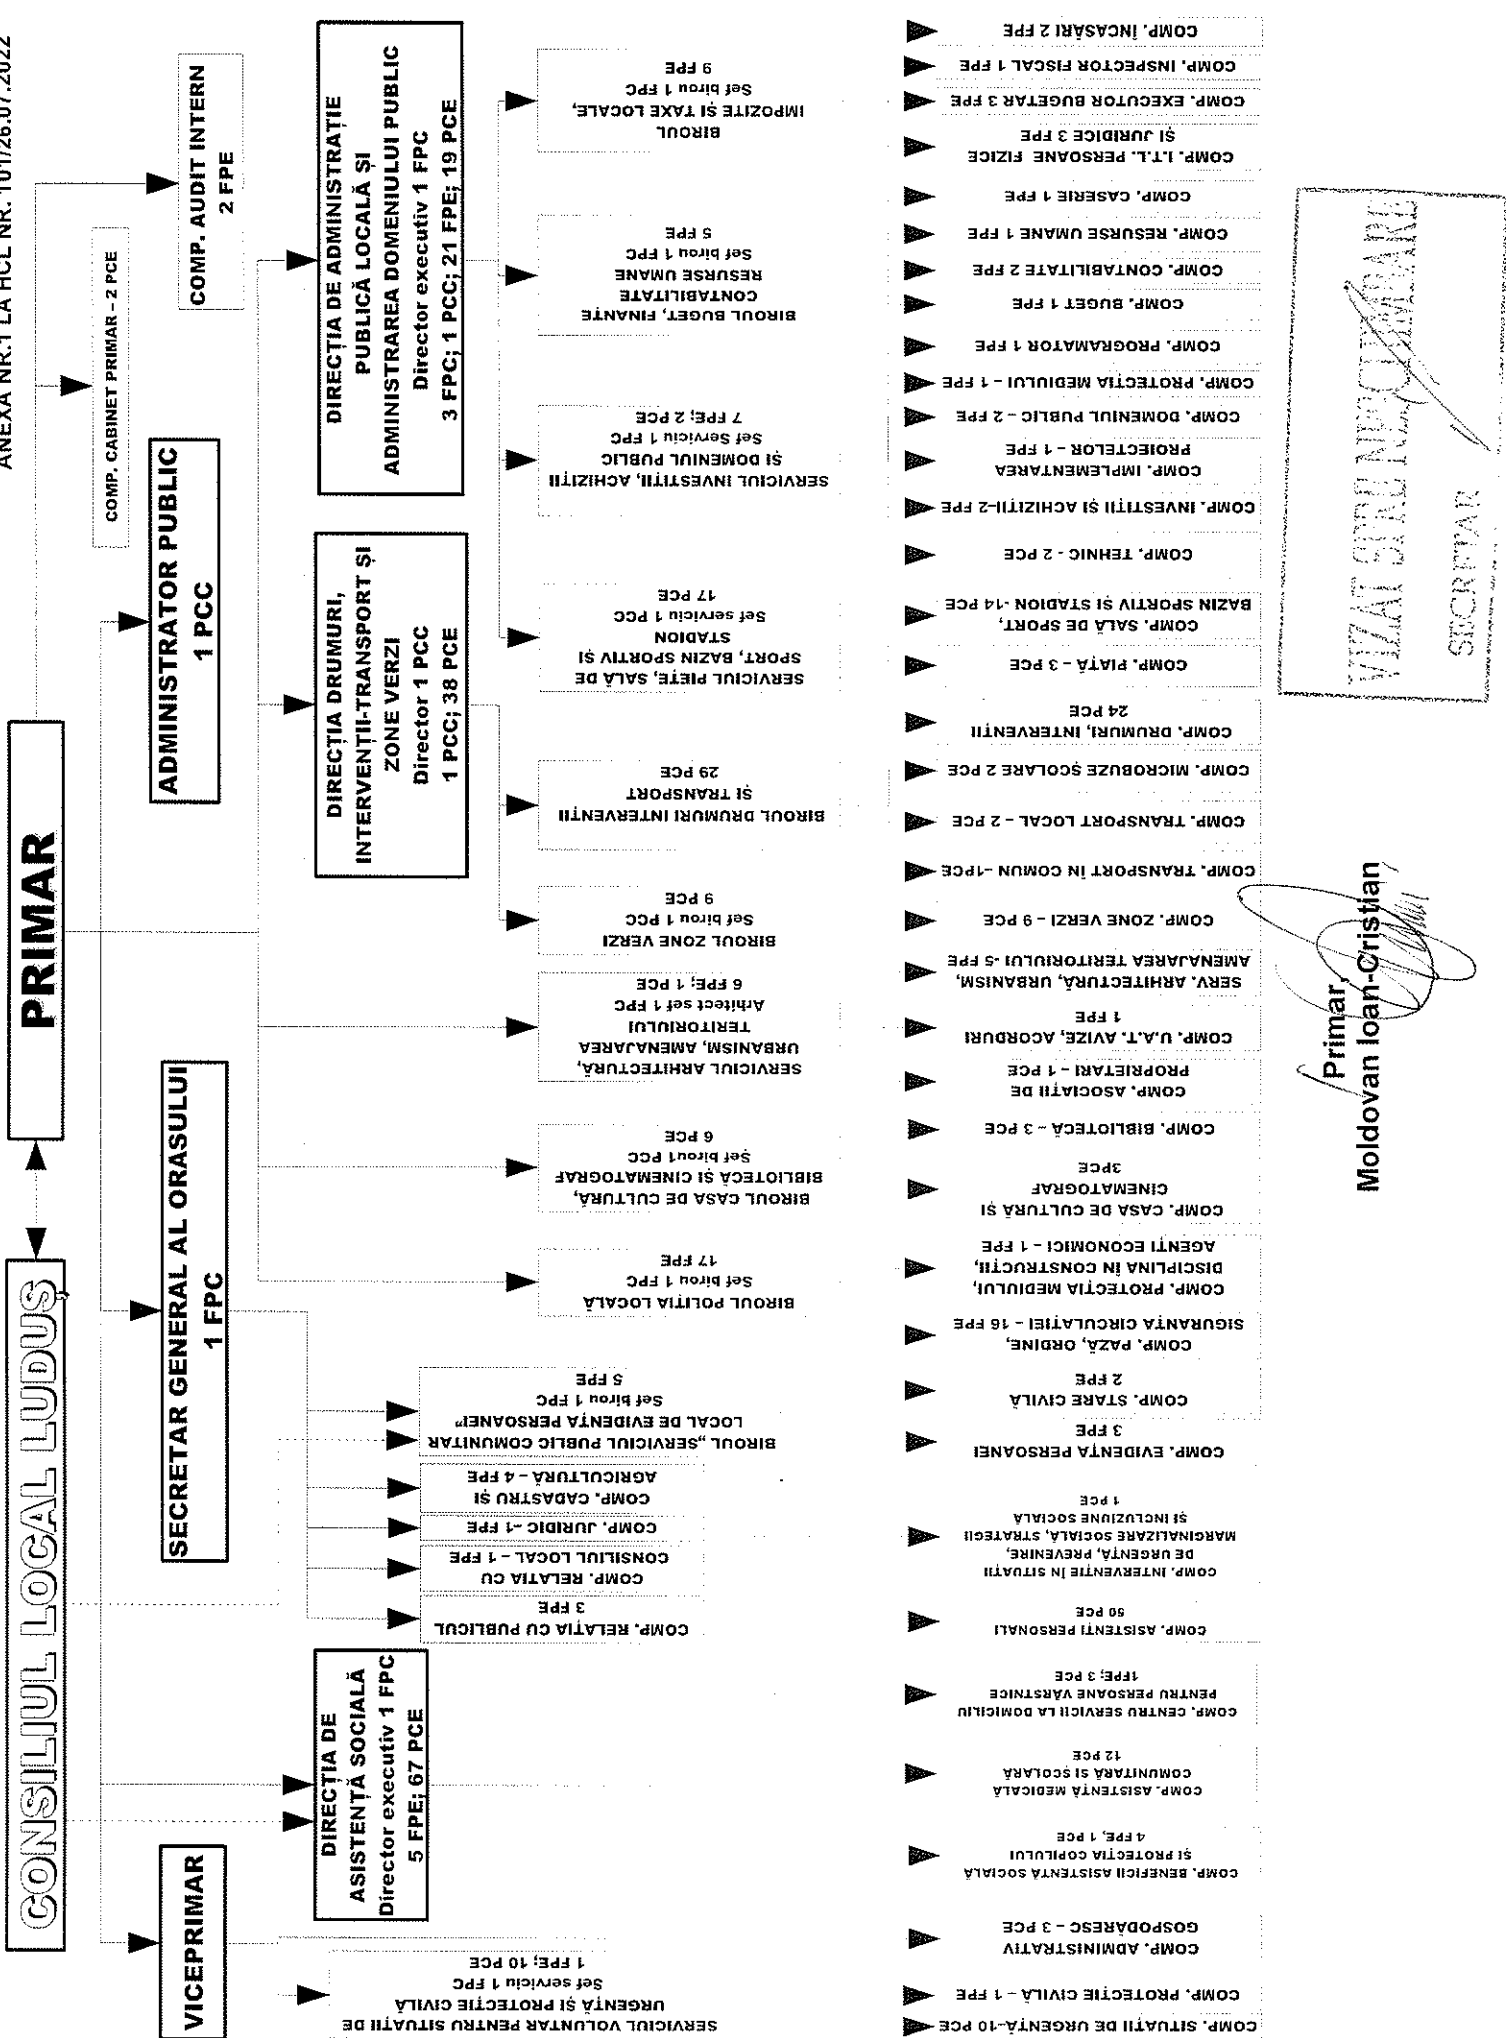 ANEXA NR.1 LA HCL NR. 101/26.07.2022
CONSILIUL LOCAL LUDUȘ
PRIMAR
COMP. CABINET PRIMAR – 2 PCE
COMP. AUDIT INTERN
2 FPE
VICEPRIMAR
SECRETAR GENERAL AL ORASULUI
1 FPC
ADMINISTRATOR PUBLIC
1 PCC
DIRECȚIA DE
ASISTENȚĂ SOCIALĂ
Director executiv 1 FPC
5 FPE; 67 PCE
DIRECȚIA DRUMURI,
INTERVENȚII-TRANSPORT ȘI
ZONE VERZI
Director 1 PCC
1 PCC; 38 PCE
DIRECȚIA DE ADMINISTRAȚIE
PUBLICĂ LOCALĂ ȘI
ADMINISTRAREA DOMENIULUI PUBLIC
Director executiv 1 FPC
3 FPC; 1 PCC; 21 FPE; 19 PCE
SERVICIUL VOLUNTAR PENTRU SITUAȚII DE
URGENȚĂ ȘI PROTECȚIE CIVILĂ
Sef serviciu 1 FPC
1 FPE; 10 PCE
COMP. RELAȚIA CU PUBLICUL
3 FPE
COMP. RELATIA CU
CONSILIUL LOCAL – 1 FPE
COMP. JURIDIC –1 FPE
COMP. CADASTRU ȘI
AGRICULTURĂ – 4 FPE
BIROUL „SERVICIUL PUBLIC COMUNITAR
LOCAL DE EVIDENȚA PERSOANEI”
Sef birou 1 FPC
5 FPE
BIROUL POLITIA LOCALĂ
Sef birou 1 FPC
17 FPE
BIROUL CASA DE CULTURĂ,
BIBLIOTECĂ ȘI CINEMATOGRAF
Șef birou1 PCC
6 PCE
SERVICIUL ARHITECTURĂ,
URBANISM, AMENAJAREA
TERITORIULUI
Arhitect sef 1 FPC
6 FPE; 1 PCE
BIROUL ZONE VERZI
Sef birou 1 PCC
9 PCE
BIROUL DRUMURI INTERVENȚII
ȘI TRANSPORT
29 PCE
SERVICIUL PIEȚE, SALĂ DE
SPORT, BAZIN SPORTIV ȘI
STADION
Sef serviciu 1 PCC
17 PCE
SERVICIUL INVESTIȚII, ACHIZIȚII
ȘI DOMENIUL PUBLIC
Sef Serviciu 1 FPC
7 FPE; 2 PCE
BIROUL BUGET, FINANȚE
CONTABILITATE
RESURSE UMANE
Sef birou 1 FPC
5 FPE
BIROUL
IMPOZITE SI TAXE LOCALE,
Sef birou 1 FPC
9 FPE
COMP. SITUAȚII DE URGENȚĂ–10 PCE
COMP. PROTECȚIE CIVILĂ – 1 FPE
COMP. ADMINISTRATIV
GOSPODĂRESC – 3 PCE
COMP. BENEFICII ASISTENȚĂ SOCIALĂ
ȘI PROTECȚIA COPILULUI
4 FPE, 1 PCE
COMP. ASISTENȚĂ MEDICALĂ
COMUNITARĂ SI SCOLARĂ
12 PCE
COMP. CENTRU SERVICII LA DOMICILIU
PENTRU PERSOANE VÂRSTNICE
1FPE; 3 PCE
COMP. ASISTENȚI PERSONALI
50 PCE
COMP. INTERVENȚIE ÎN SITUAȚII
DE URGENȚĂ, PREVENIRE,
MARGINALIZARE SOCIALĂ, STRATEGII
ȘI INCLUZIUNE SOCIALĂ
1 PCE
COMP. EVIDENȚA PERSOANEI
3 FPE
COMP. STARE CIVILĂ
2 FPE
COMP. PAZĂ, ORDINE,
SIGURANȚA CIRCULAȚIEI – 16 FPE
COMP. PROTECȚIA MEDIULUI,
DISCIPLINA ÎN CONSTRUCȚII,
AGENTI ECONOMICI – 1 FPE
COMP. CASA DE CULTURĂ ȘI
CINEMATOGRAF
3PCE
COMP. BIBLIOTECĂ – 3 PCE
COMP. ASOCIAȚII DE
PROPRIETARI – 1 PCE
COMP. U.A.T. AVIZE, ACORDURI
1 FPE
SERV. ARHITECTURĂ, URBANISM,
AMENAJAREA TERITORIULUI -5 FPE
COMP. ZONE VERZI – 9 PCE
COMP. TRANSPORT ÎN COMUN –1PCE
COMP. TRANSPORT LOCAL – 2 PCE
COMP. MICROBUZE ȘCOLARE 2 PCE
COMP. DRUMURI, INTERVENȚII
24 PCE
COMP. PIAȚĂ – 3 PCE
COMP. SALĂ DE SPORT,
BAZIN SPORTIV SI STADION -14 PCE
COMP. TEHNIC - 2 PCE
COMP. INVESTIȚII ȘI ACHIZIȚII–2 FPE
COMP. IMPLEMENTAREA
PROIECTELOR – 1 FPE
COMP. DOMENIUL PUBLIC – 2 FPE
COMP. PROTECȚIA MEDIULUI – 1 FPE
COMP. PROGRAMATOR 1 FPE
COMP. BUGET 1 FPE
COMP. CONTABILITATE 2 FPE
COMP. RESURSE UMANE 1 FPE
COMP. CASERIE 1 FPE
COMP. I.T.L. PERSOANE FIZICE
ȘI JURIDICE 3 FPE
COMP. EXECUTOR BUGETAR 3 FPE
COMP. INSPECTOR FISCAL 1 FPE
COMP. ÎNCASĂRI 2 FPE
Primar,
Moldovan Ioan-Cristian
VIZAT SPRE NESCHIMBARE
SECRETAR